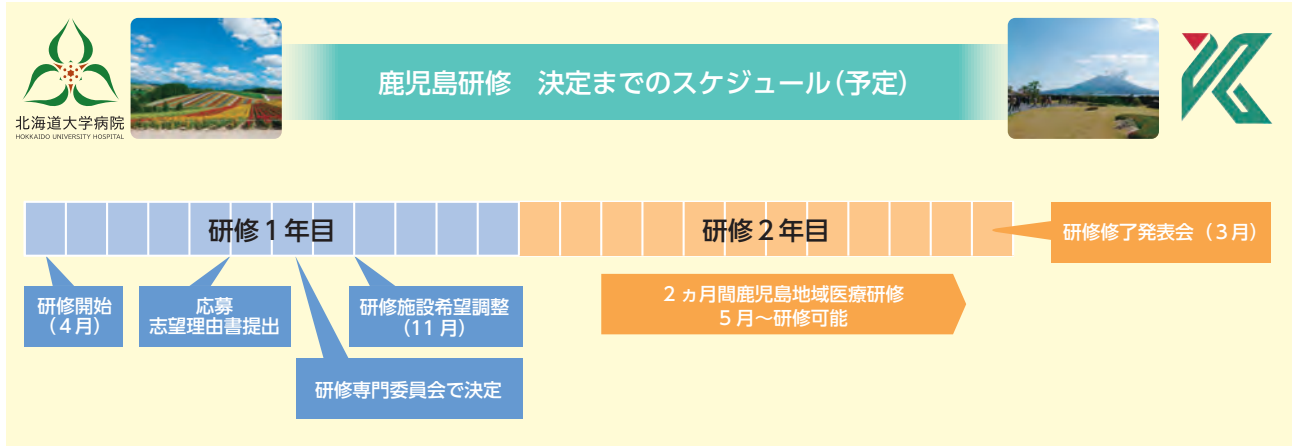 北海道大学病院
HOKKAIDO UNIVERSITY HOSPITAL
鹿児島研修　決定までのスケジュール（予定）
研修１年目
研修２年目
研修修了発表会（３月）
研修開始
（４月）
応募
志望理由書提出
研修施設希望調整
（11 月）
研修専門委員会で決定
２ヵ月間鹿児島地域医療研修
５月～研修可能